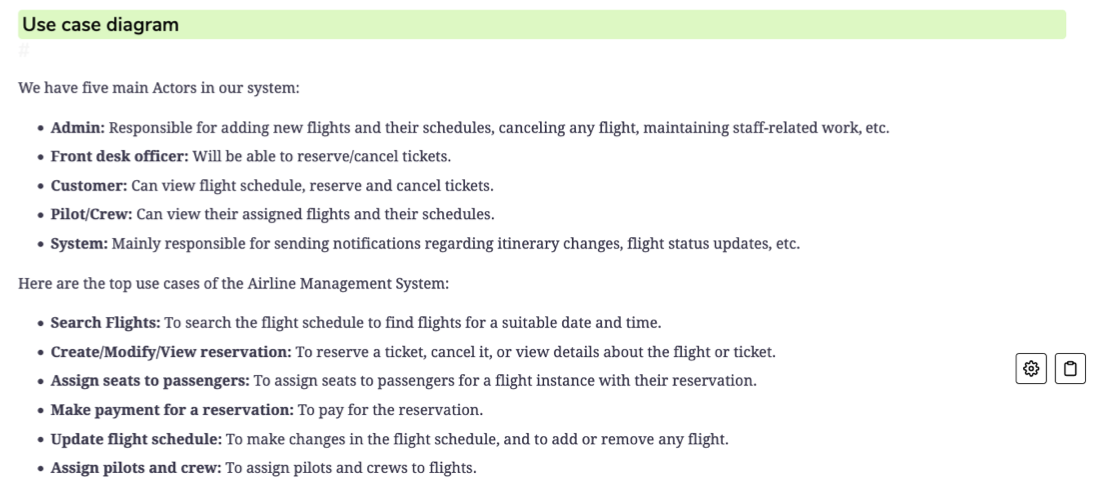 Use case diagram
#
We have five main Actors in our system:
• Admin: Responsible for adding new flights and their schedules, canceling any flight, maintaining staff-related work, etc.
• Front desk officer: Will be able to reserve/cancel tickets.
• Customer: Can view flight schedule, reserve and cancel tickets.
• Pilot/Crew: Can view their assigned flights and their schedules.
• System: Mainly responsible for sending notifications regarding itinerary changes, flight status updates, etc.
Here are the top use cases of the Airline Management System:
• Search Flights: To search the flight schedule to find flights for a suitable date and time.
• Create/Modify/View reservation: To reserve a ticket, cancel it, or view details about the flight or ticket.
• Assign seats to passengers: To assign seats to passengers for a flight instance with their reservation.
• Make payment for a reservation: To pay for the reservation.
• Update flight schedule: To make changes in the flight schedule, and to add or remove any flight.
• Assign pilots and crew: To assign pilots and crews to flights.